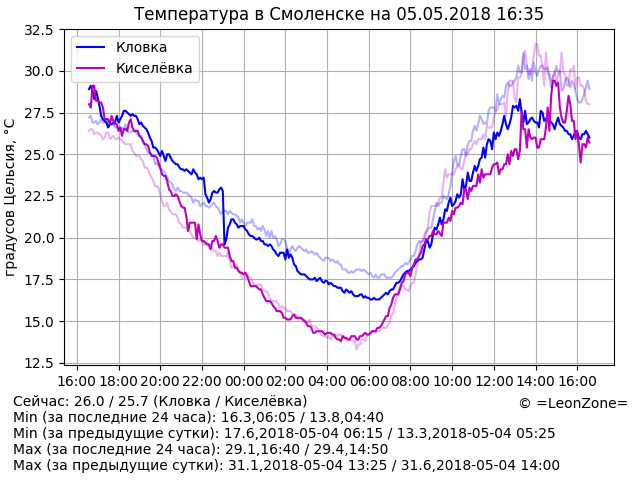 Температура в Смоленске на 05.05.2018 16:35
Кловка
Киселёвка
градусов Цельсия, °C
32.5
30.0
27.5
25.0
22.5
20.0
17.5
15.0
12.5
16:00 18:00 20:00 22:00 00:00 02:00 04:00 06:00 08:00 10:00 12:00 14:00 16:00
Сейчас: 26.0 / 25.7 (Кловка / Киселёвка)
© =LeonZone=
Min (за последние 24 часа): 16.3,06:05 / 13.8,04:40
Min (за предыдущие сутки): 17.6,2018-05-04 06:15 / 13.3,2018-05-04 05:25
Max (за последние 24 часа): 29.1,16:40 / 29.4,14:50
Max (за предыдущие сутки): 31.1,2018-05-04 13:25 / 31.6,2018-05-04 14:00